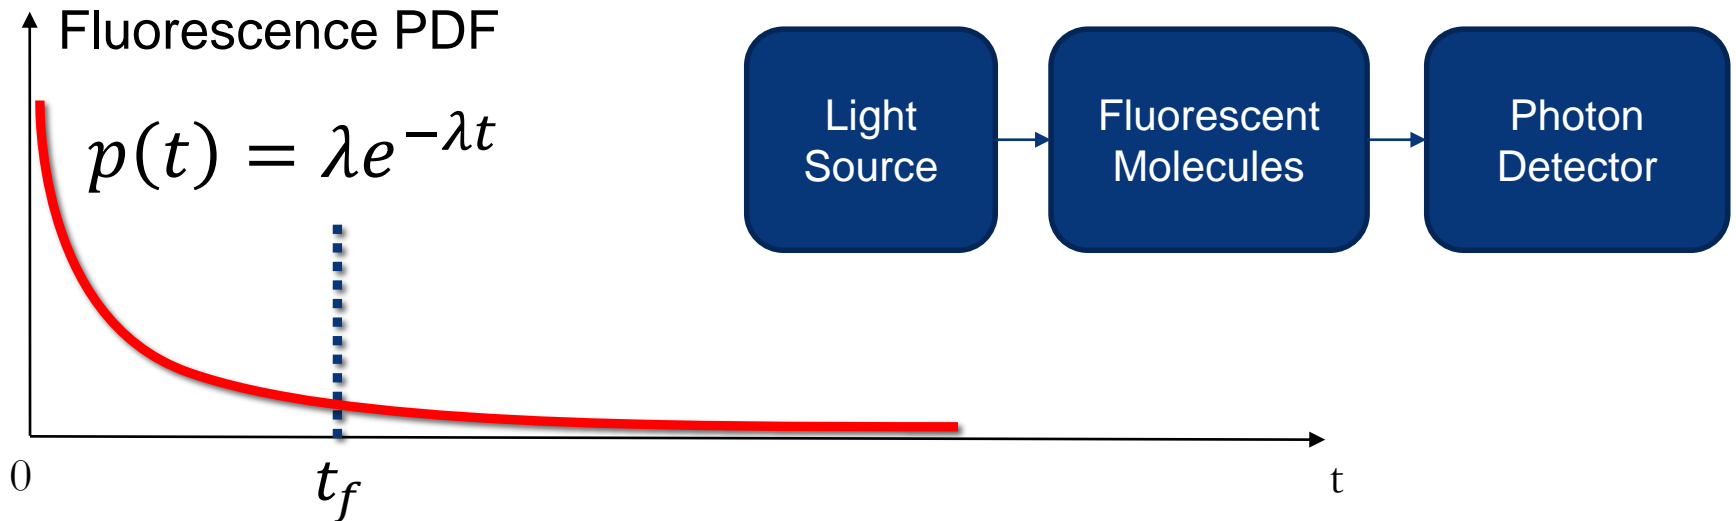 Fluorescence PDF
p(t) = λe^{-λt}
Light
Source
Fluorescent
Molecules
Photon
Detector
0
t_f
t